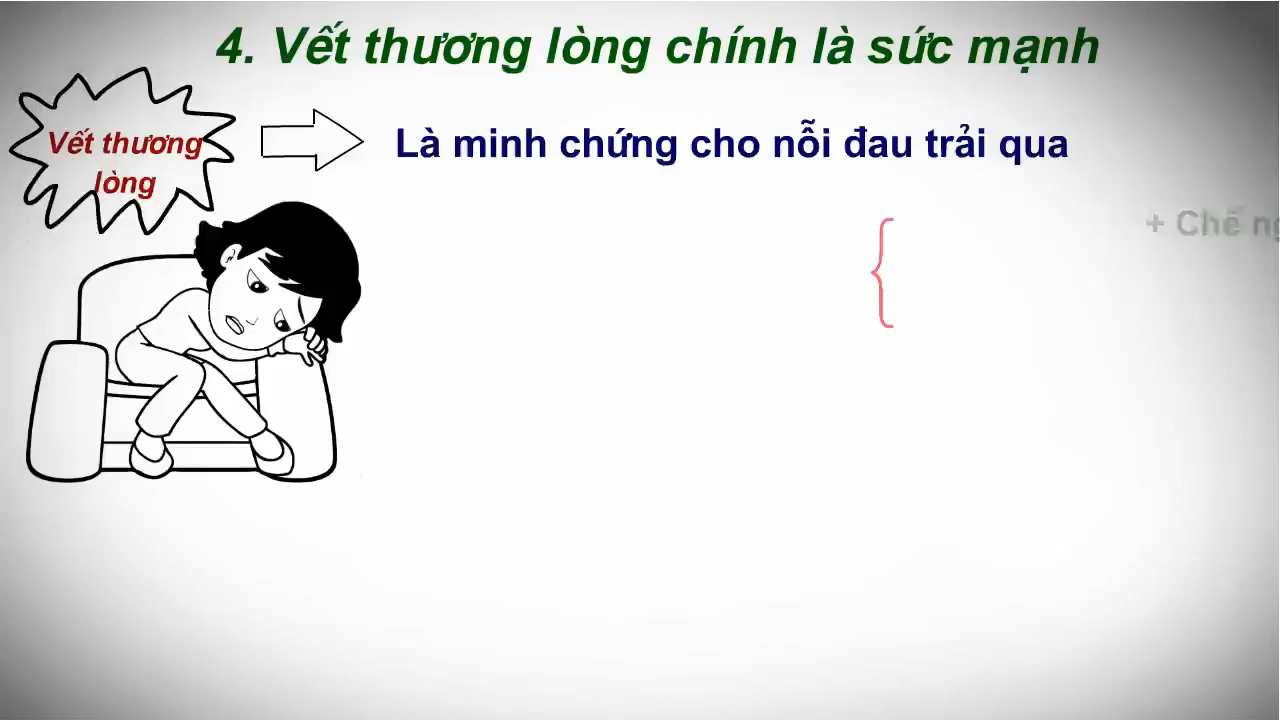 4. Vết thương lòng chính là sức mạnh
Vết thương
lòng
Là minh chứng cho nỗi đau trải qua
+ Chế